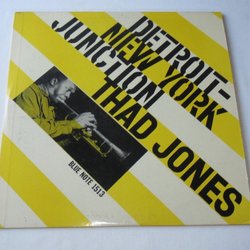 DETROIT-
NEW YORK
JUNCTION
THAD JONES
BLUE NOTE 1513